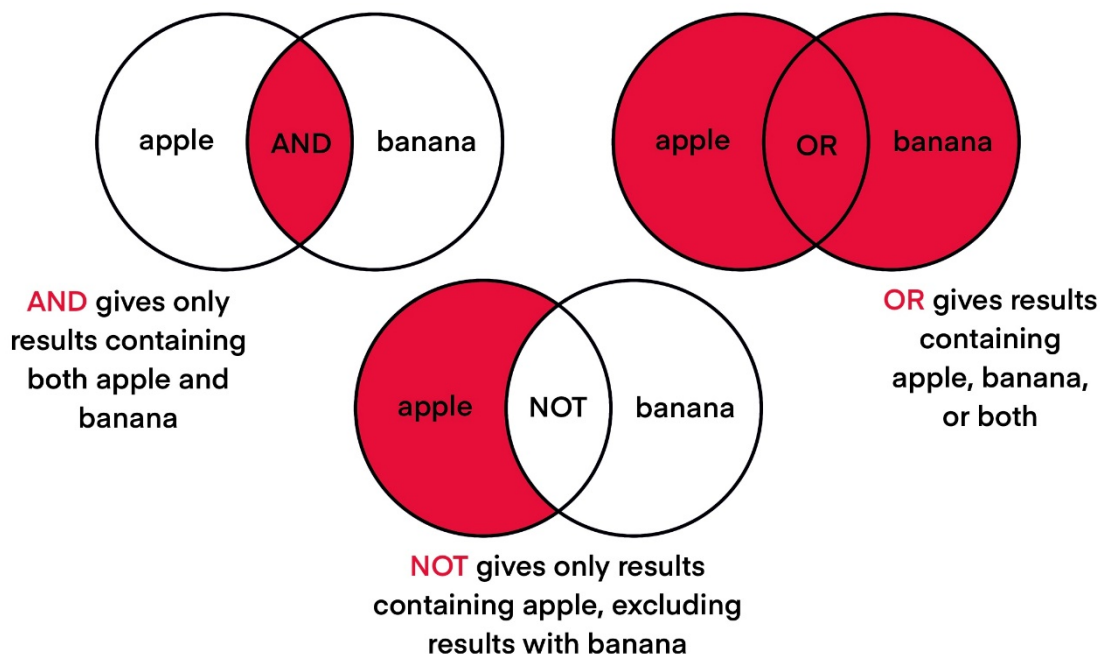 apple AND banana
apple OR banana
AND gives only
results containing
both apple and
banana
OR gives results
containing
apple, banana,
or both
apple NOT banana
NOT gives only results
containing apple, excluding
results with banana